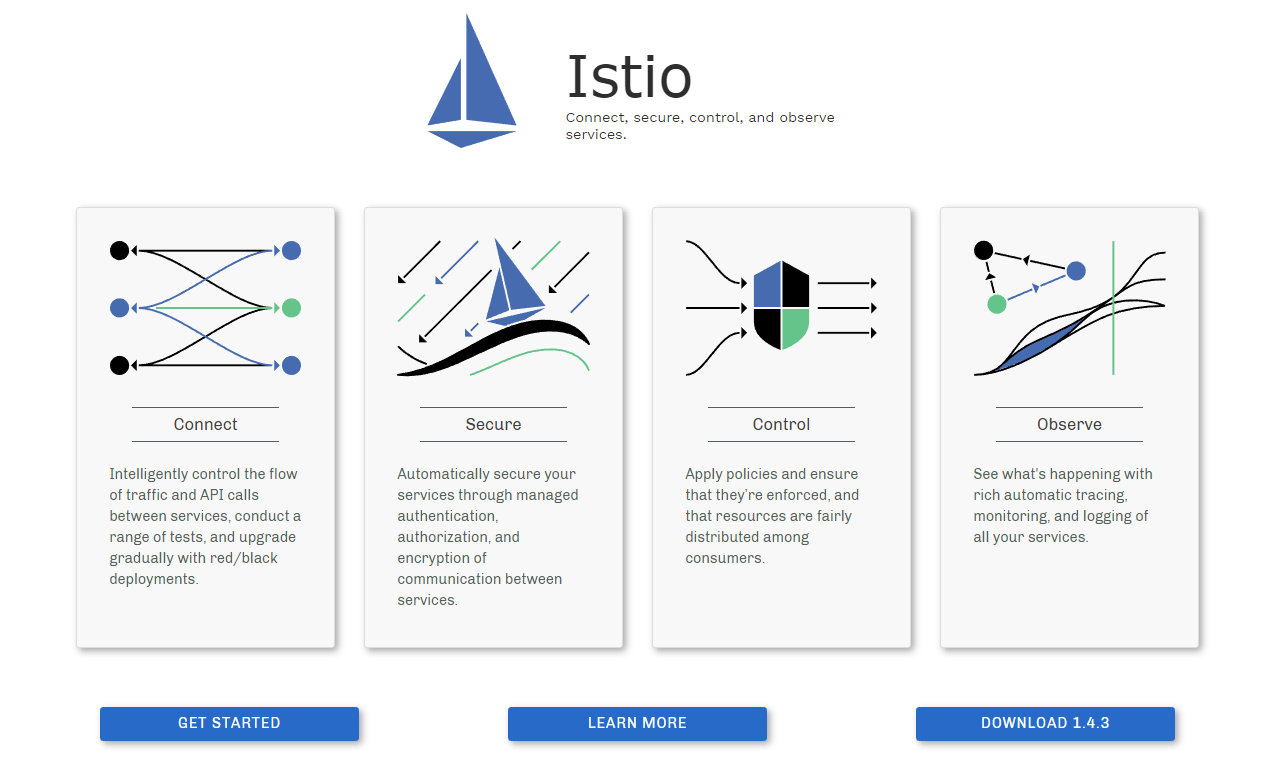 Istio
Connect, secure, control, and observe
services.
Connect
Intelligently control the flow
of traffic and API calls
between services, conduct a
range of tests, and upgrade
gradually with red/black
deployments.
Secure
Automatically secure your
services through managed
authentication,
authorization, and
encryption of
communication between
services.
Control
Apply policies and ensure
that they’re enforced, and
that resources are fairly
distributed among
consumers.
Observe
See what's happening with
rich automatic tracing,
monitoring, and logging of
all your services.
GET STARTED
LEARN MORE
DOWNLOAD 1.4.3